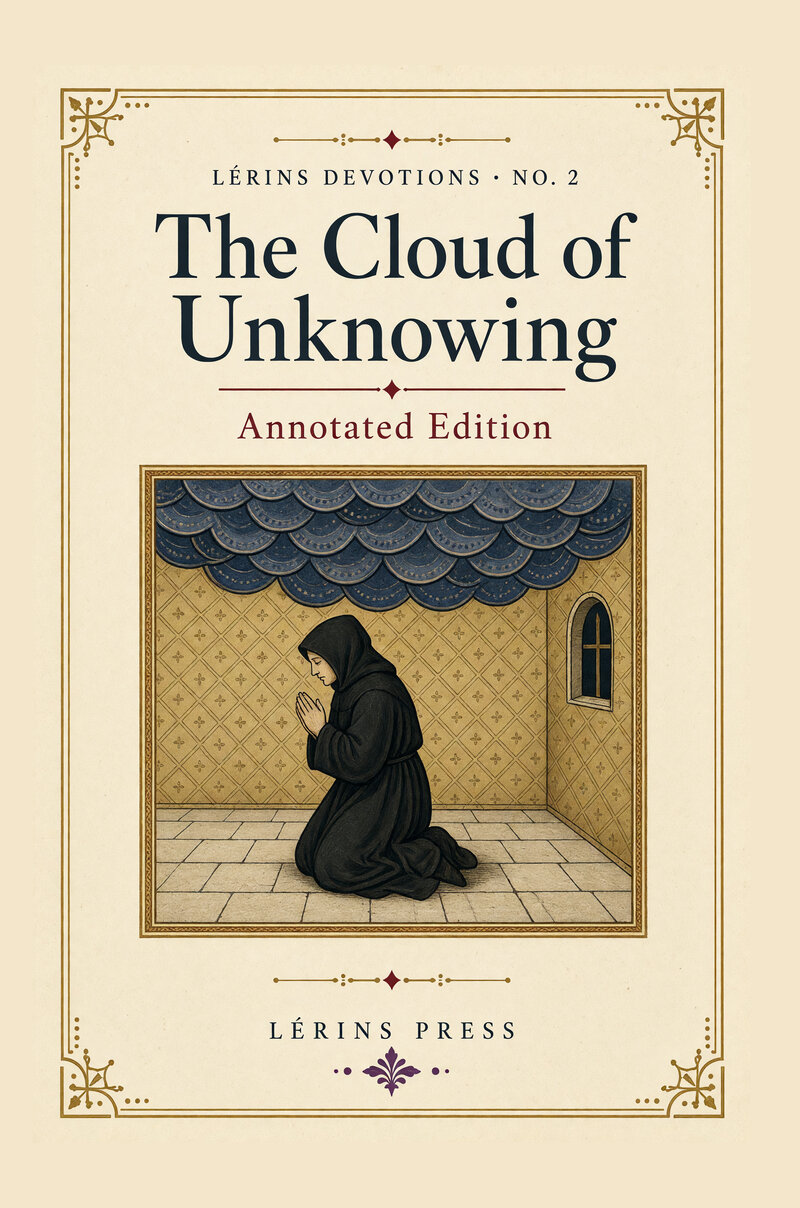 LÉRINS DEVOTIONS · NO. 2
The Cloud of
Unknowing
Annotated Edition
LÉRINS PRESS